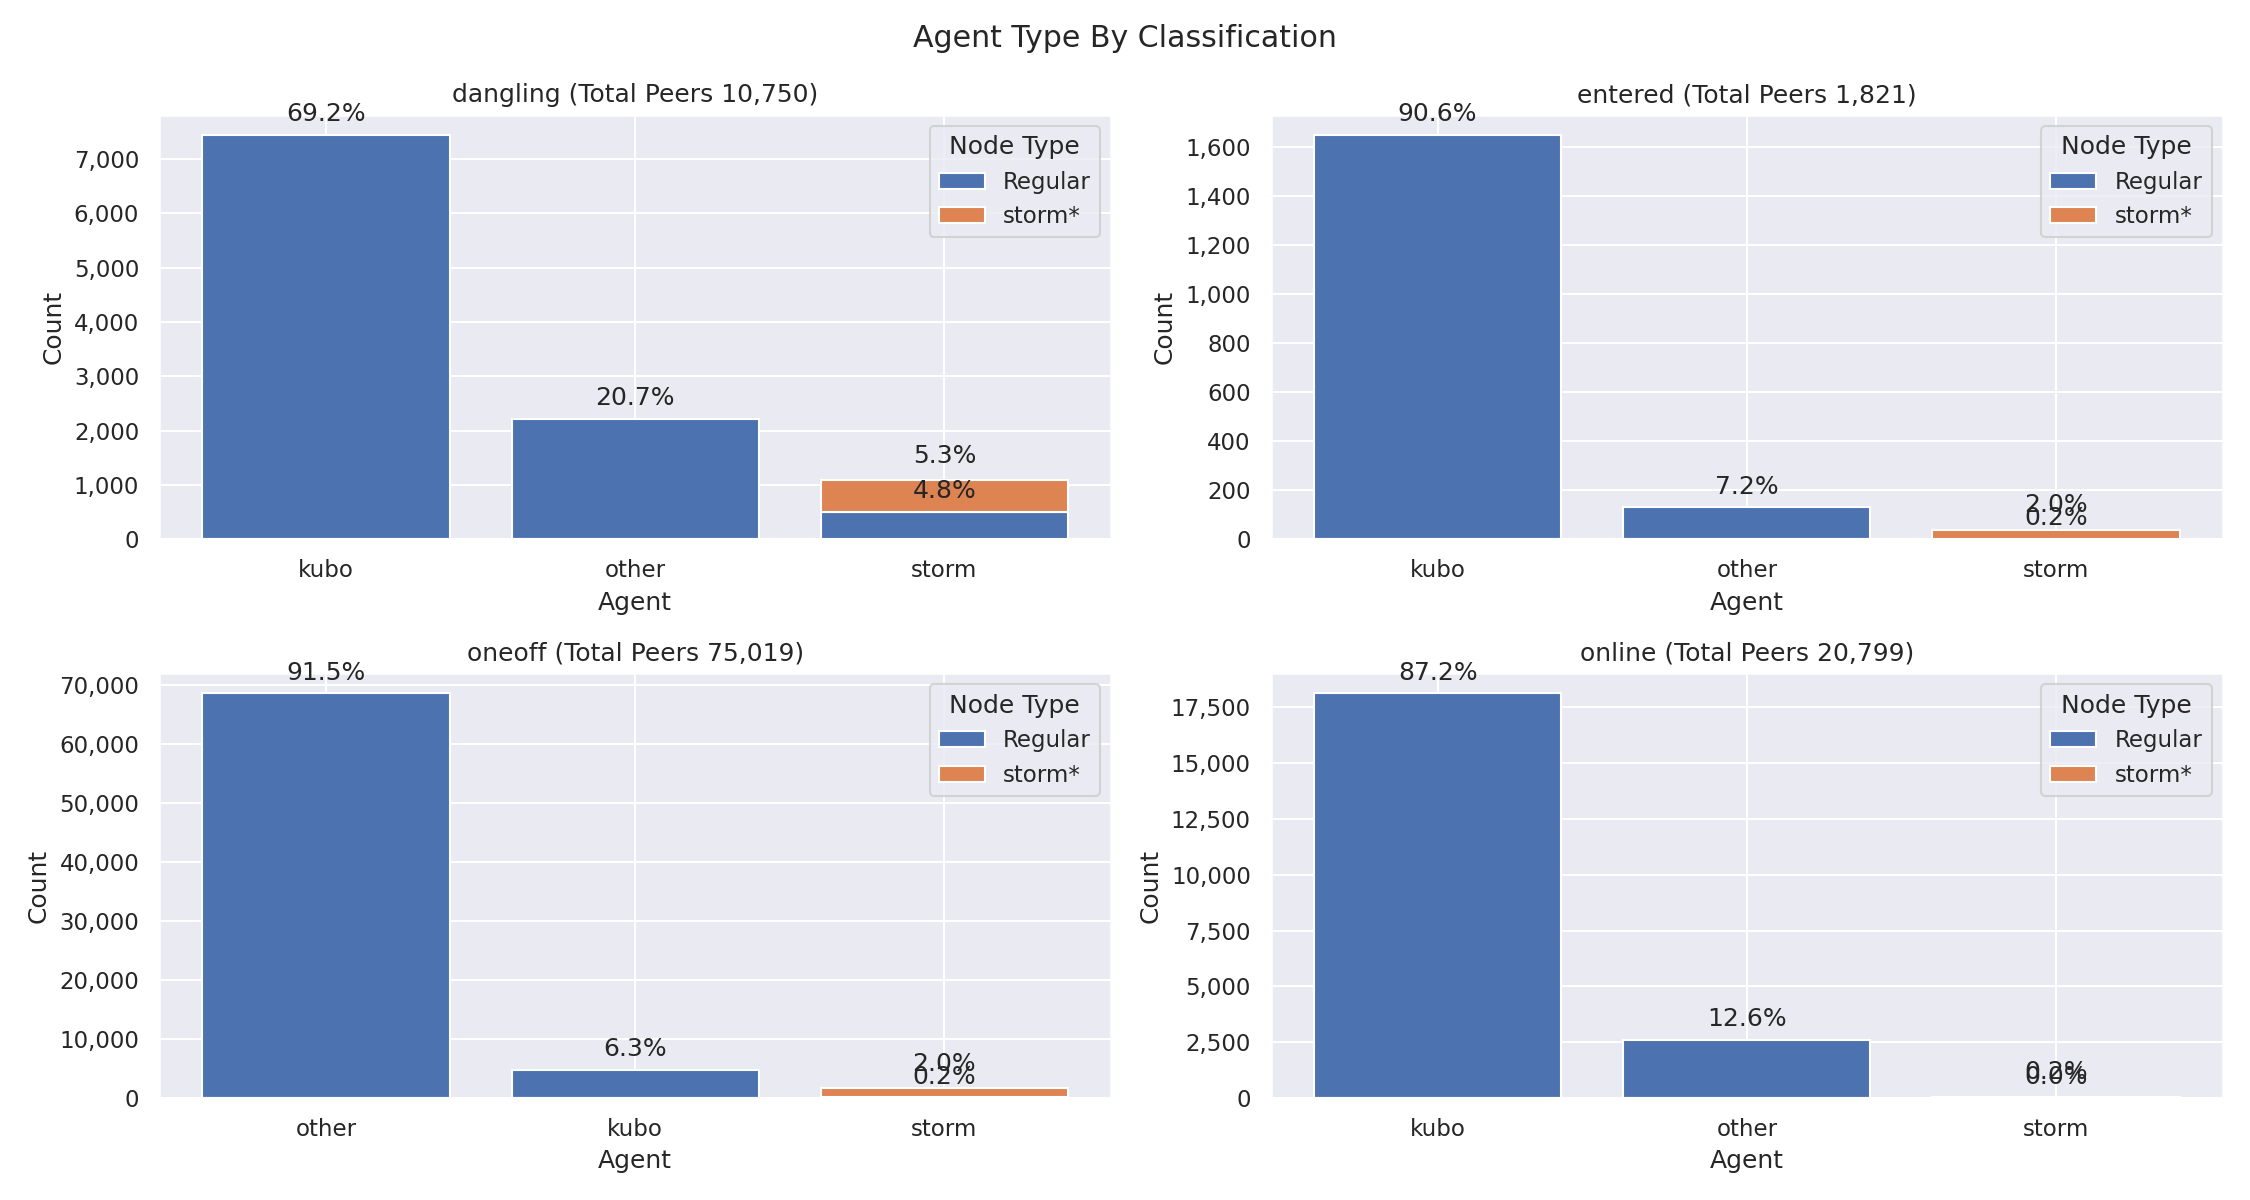 Agent Type By Classification
dangling (Total Peers 10,750)
69.2%
20.7%
5.3%
4.8%
Node Type
Regular
storm*
7,000
6,000
5,000
4,000
3,000
2,000
1,000
0
Count
kubo
other
storm
Agent
entered (Total Peers 1,821)
90.6%
7.2%
2.0%
0.2%
Node Type
Regular
storm*
1,600
1,400
1,200
1,000
800
600
400
200
0
Count
kubo
other
storm
Agent
oneoff (Total Peers 75,019)
91.5%
6.3%
2.0%
0.2%
Node Type
Regular
storm*
70,000
60,000
50,000
40,000
30,000
20,000
10,000
0
Count
other
kubo
storm
Agent
online (Total Peers 20,799)
87.2%
12.6%
0.2%
0.0%
Node Type
Regular
storm*
17,500
15,000
12,500
10,000
7,500
5,000
2,500
0
Count
kubo
other
storm
Agent